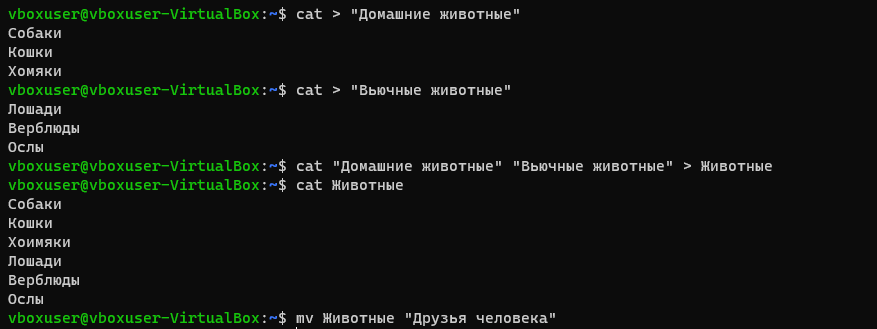 vboxuser@vboxuser-VirtualBox:~$ cat > "Домашние животные"
Собаки
Кошки
Хомяки
vboxuser@vboxuser-VirtualBox:~$ cat > "Вьючные животные"
Лошади
Верблюды
Ослы
vboxuser@vboxuser-VirtualBox:~$ cat "Домашние животные" "Вьючные животные" > Животные
vboxuser@vboxuser-VirtualBox:~$ cat Животные
Собаки
Кошки
Хоимяки
Лошади
Верблюды
Ослы
vboxuser@vboxuser-VirtualBox:~$ mv Животные "Друзья человека"